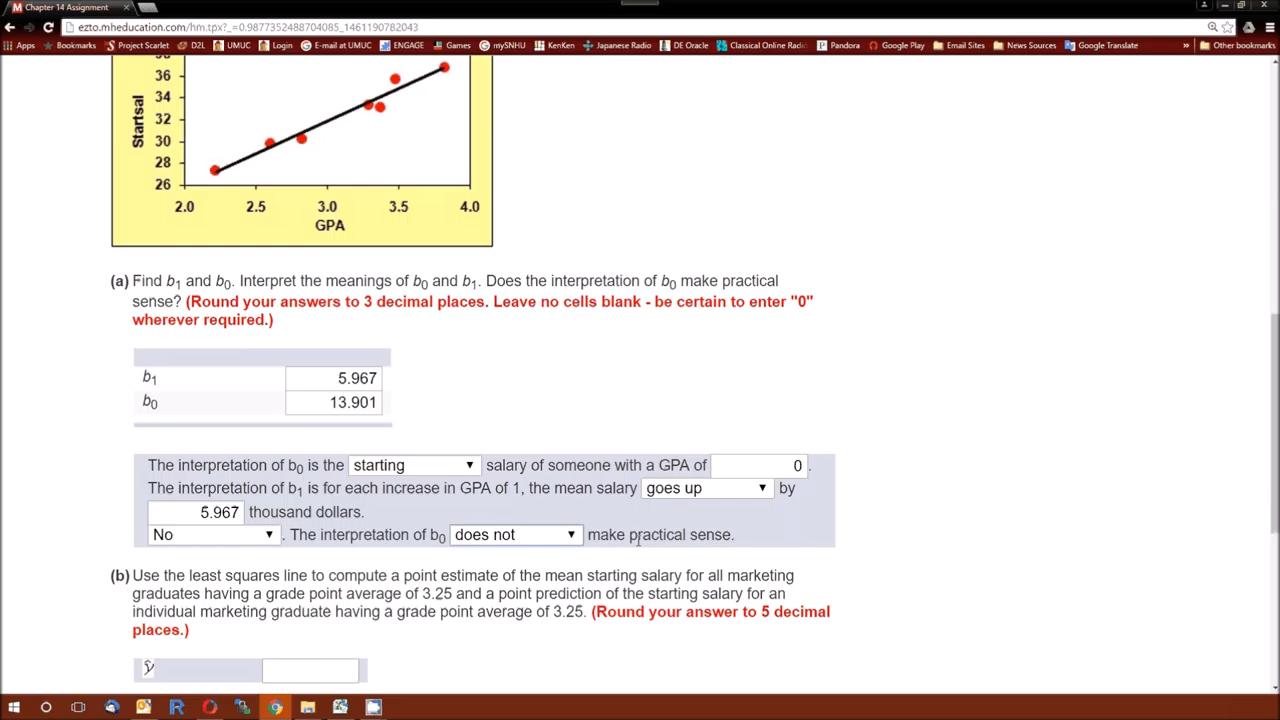 Chapter 14 Assignment
ezto.mheducation.com/hm.tpx?_=0.9877352488704085_1461190782043
Apps Bookmarks Project Scarlet D2L UMUC Login E-mail at UMUC ENGAGE Games mySNHU KenKen Japanese Radio DE Oracle Classical Online Radi Pandora Google Play Email Sites News Sources Google Translate » Other bookmarks
36
34
32
30
28
26
Startsal
2.0 2.5 3.0 3.5 4.0
GPA
(a) Find b1 and b0. Interpret the meanings of b0 and b1. Does the interpretation of b0 make practical
sense? (Round your answers to 3 decimal places. Leave no cells blank - be certain to enter "0"
wherever required.)
b1 5.967
b0 13.901
The interpretation of b0 is the starting salary of someone with a GPA of 0 .
The interpretation of b1 is for each increase in GPA of 1, the mean salary goes up by
5.967 thousand dollars.
No . The interpretation of b0 does not make practical sense.
(b) Use the least squares line to compute a point estimate of the mean starting salary for all marketing
graduates having a grade point average of 3.25 and a point prediction of the starting salary for an
individual marketing graduate having a grade point average of 3.25. (Round your answer to 5 decimal
places.)
ŷ